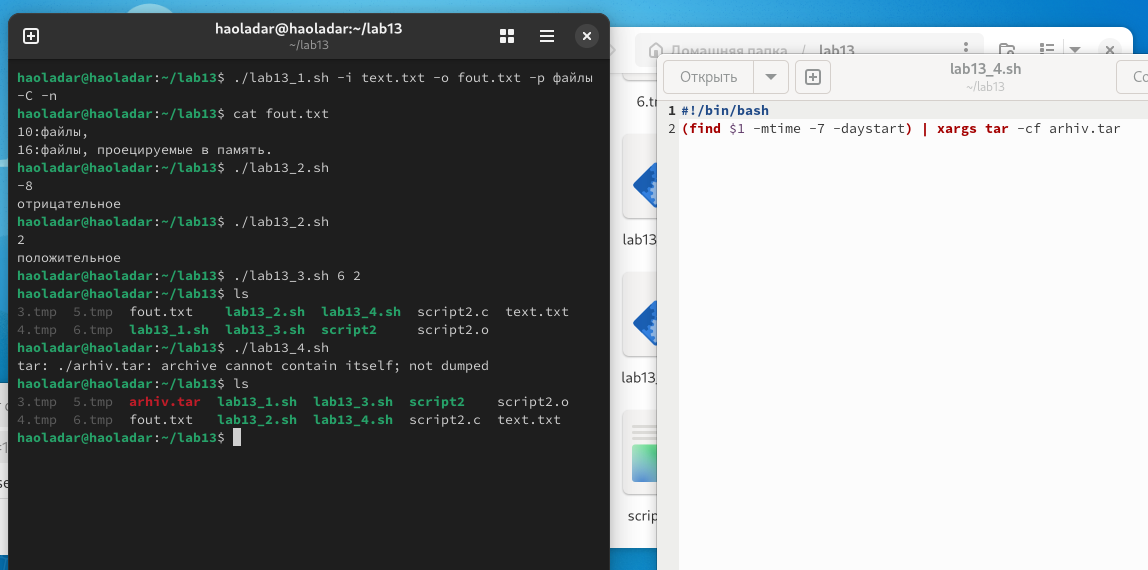 haoladar@haoladar:~/lab13
~/lab13
haoladar@haoladar:~/lab13$ ./lab13_1.sh -i text.txt -o fout.txt -p файлы
-C -n
haoladar@haoladar:~/lab13$ cat fout.txt
10:файлы,
16:файлы, проецируемые в память.
haoladar@haoladar:~/lab13$ ./lab13_2.sh
-8
отрицательное
haoladar@haoladar:~/lab13$ ./lab13_2.sh
2
положительное
haoladar@haoladar:~/lab13$ ./lab13_3.sh 6 2
haoladar@haoladar:~/lab13$ ls
3.tmp 5.tmp fout.txt lab13_2.sh lab13_4.sh script2.c text.txt
4.tmp 6.tmp lab13_1.sh lab13_3.sh script2 script2.o
haoladar@haoladar:~/lab13$ ./lab13_4.sh
tar: ./arhiv.tar: archive cannot contain itself; not dumped
haoladar@haoladar:~/lab13$ ls
3.tmp 5.tmp arhiv.tar lab13_1.sh lab13_3.sh script2 script2.o
4.tmp 6.tmp fout.txt lab13_2.sh lab13_4.sh script2.c text.txt
haoladar@haoladar:~/lab13$
Домашняя папка / lab13
Открыть
lab13_4.sh
~/lab13
1 #!/bin/bash
2 (find $1 -mtime -7 -daystart) | xargs tar -cf arhiv.tar